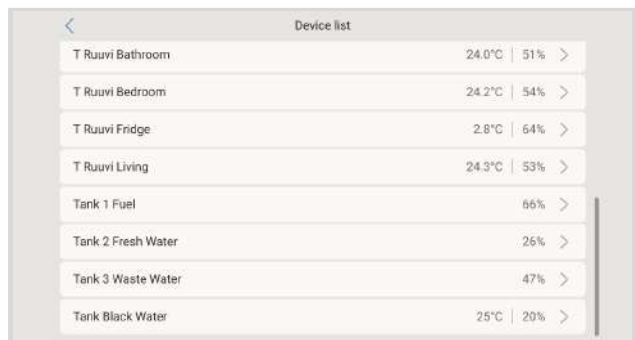 Device list
T Ruuvi Bathroom 24.0°C | 51%
T Ruuvi Bedroom 24.2°C | 54%
T Ruuvi Fridge 2.8°C | 64%
T Ruuvi Living 24.3°C | 53%
Tank 1 Fuel 66%
Tank 2 Fresh Water 26%
Tank 3 Waste Water 47%
Tank Black Water 25°C | 20%